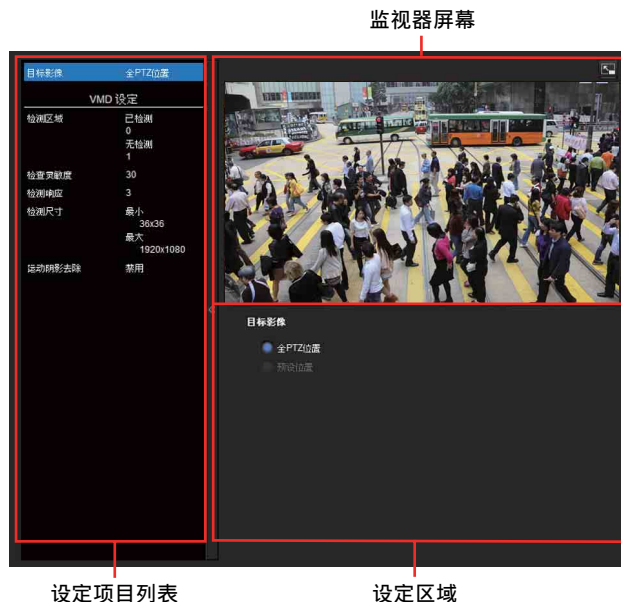 监视器屏幕
目标影像 全PTZ位置
VMD 设定
检测区域 已检测
0
无检测
1
检查灵敏度 30
检测响应 3
检测尺寸 最小
36x36
最大
1920x1080
运动阴影去除 禁用
目标影像
全PTZ位置
预设位置
设定项目列表 设定区域